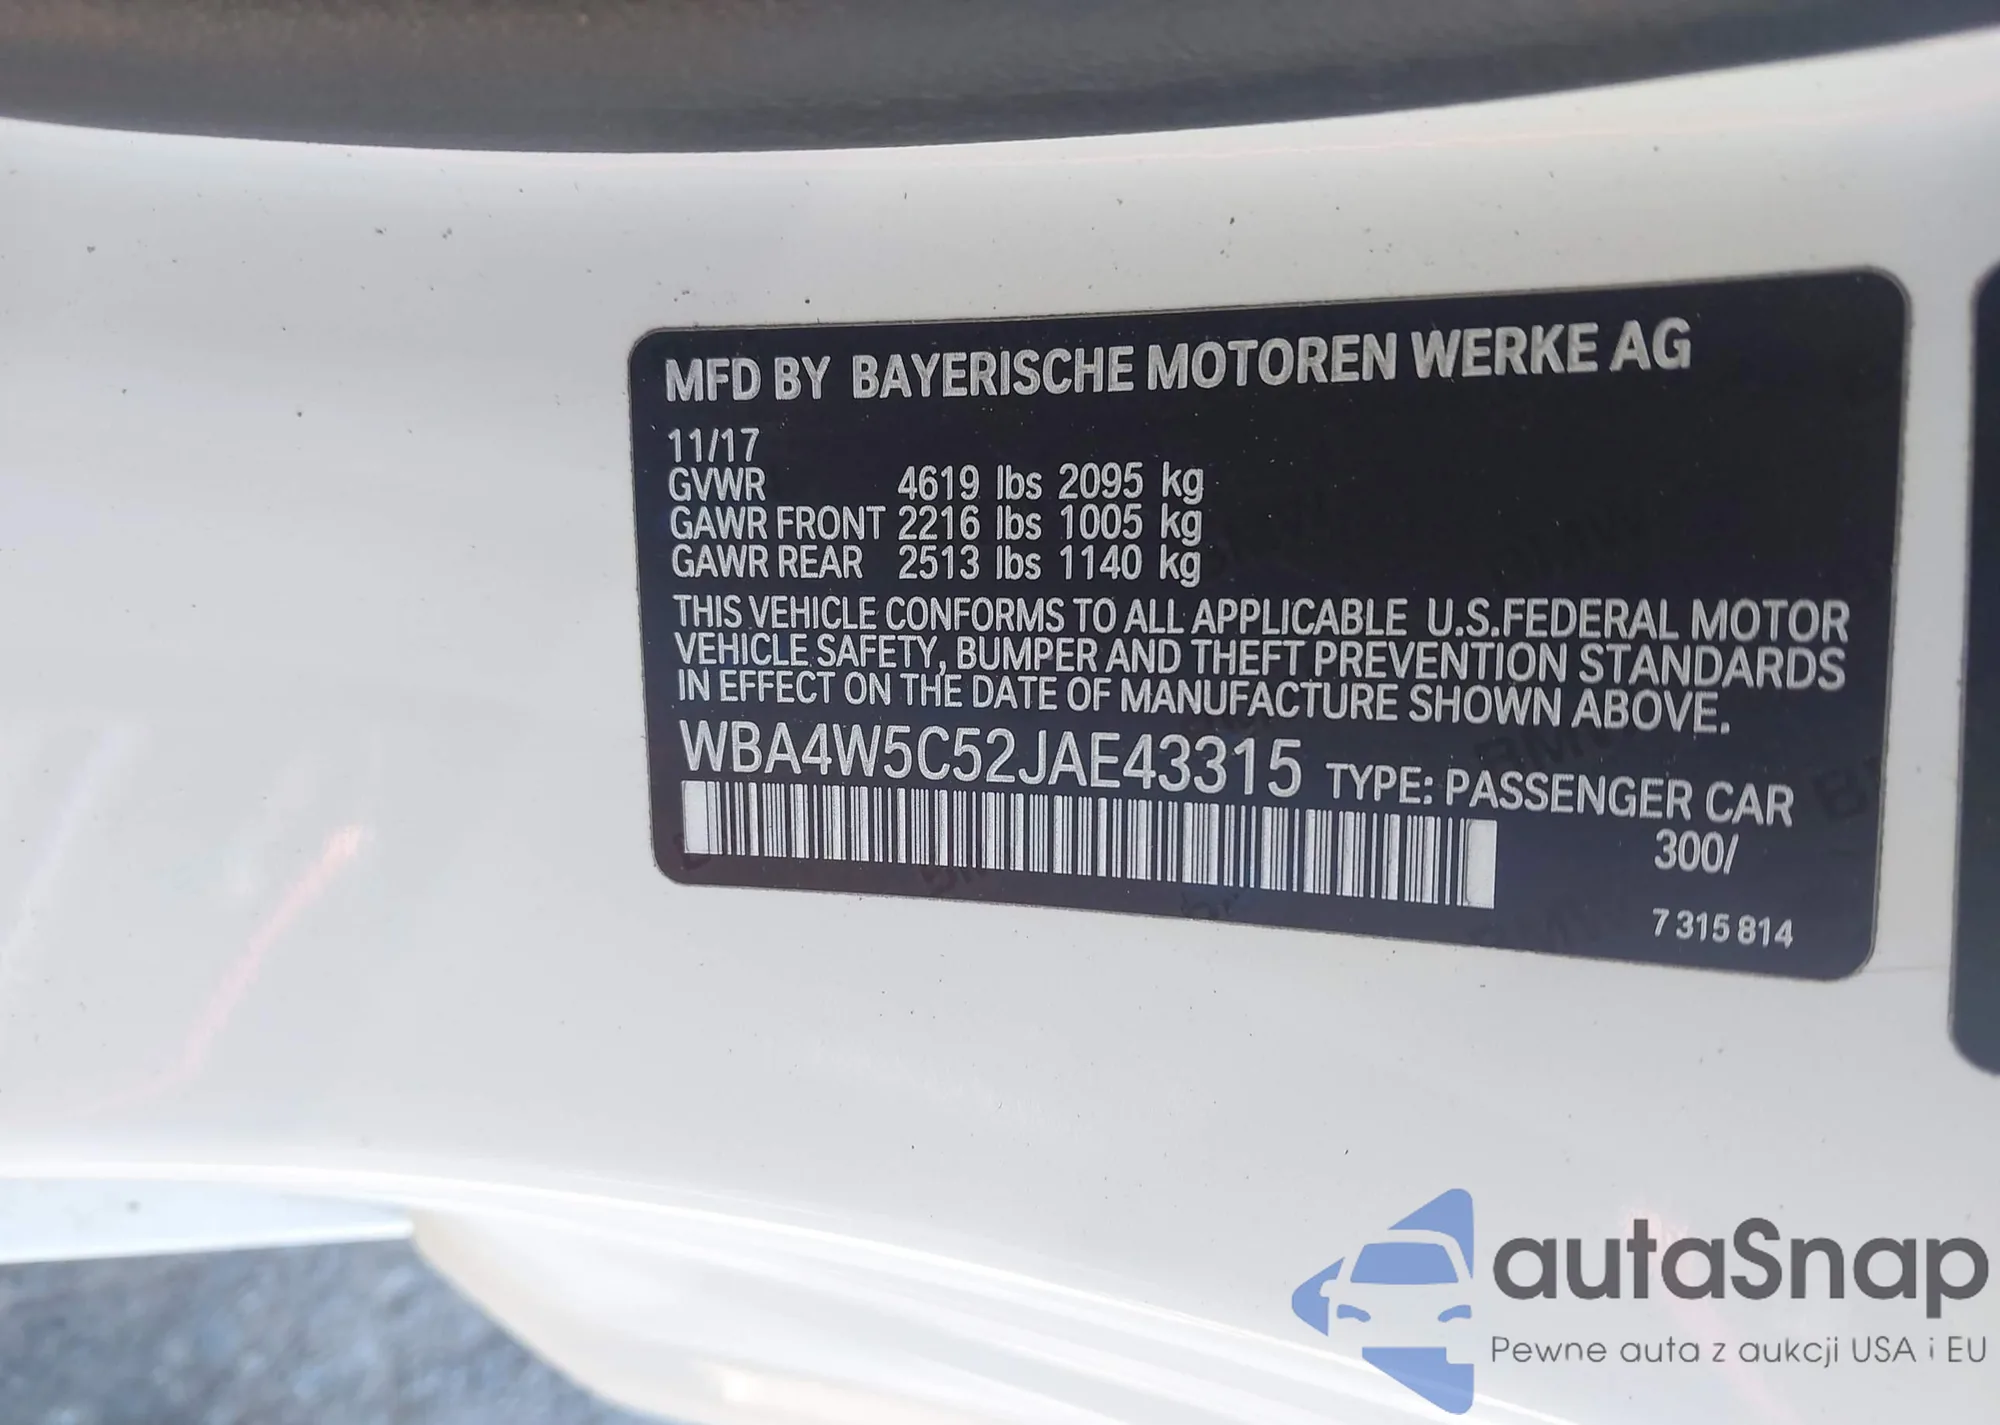 MFD BY BAYERISCHE MOTOREN WERKE AG
11/17
GVWR 4619 lbs 2095 kg
GAWR FRONT 2216 lbs 1005 kg
GAWR REAR 2513 lbs 1140 kg
THIS VEHICLE CONFORMS TO ALL APPLICABLE U.S.FEDERAL MOTOR
VEHICLE SAFETY, BUMPER AND THEFT PREVENTION STANDARDS
IN EFFECT ON THE DATE OF MANUFACTURE SHOWN ABOVE.
WBA4W5C52JAE43315 TYPE: PASSENGER CAR
300/
7 315 814
autaSnap
Pewne auta z aukcji USA i EU